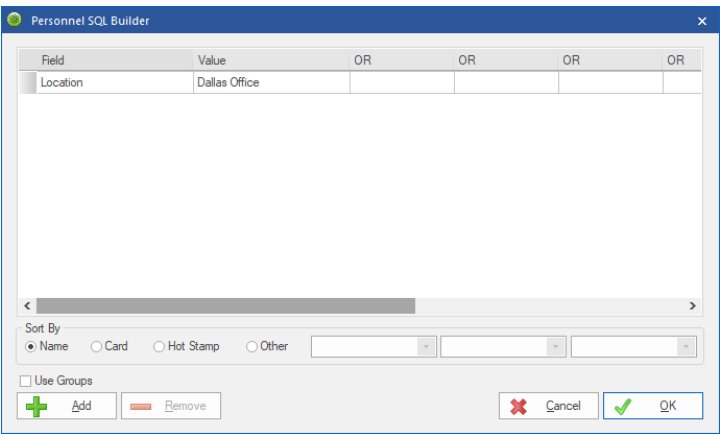 Personnel SQL Builder
Field Value OR OR OR OR
Location Dallas Office
Sort By
Name Card Hot Stamp Other
Use Groups
Add Remove Cancel OK